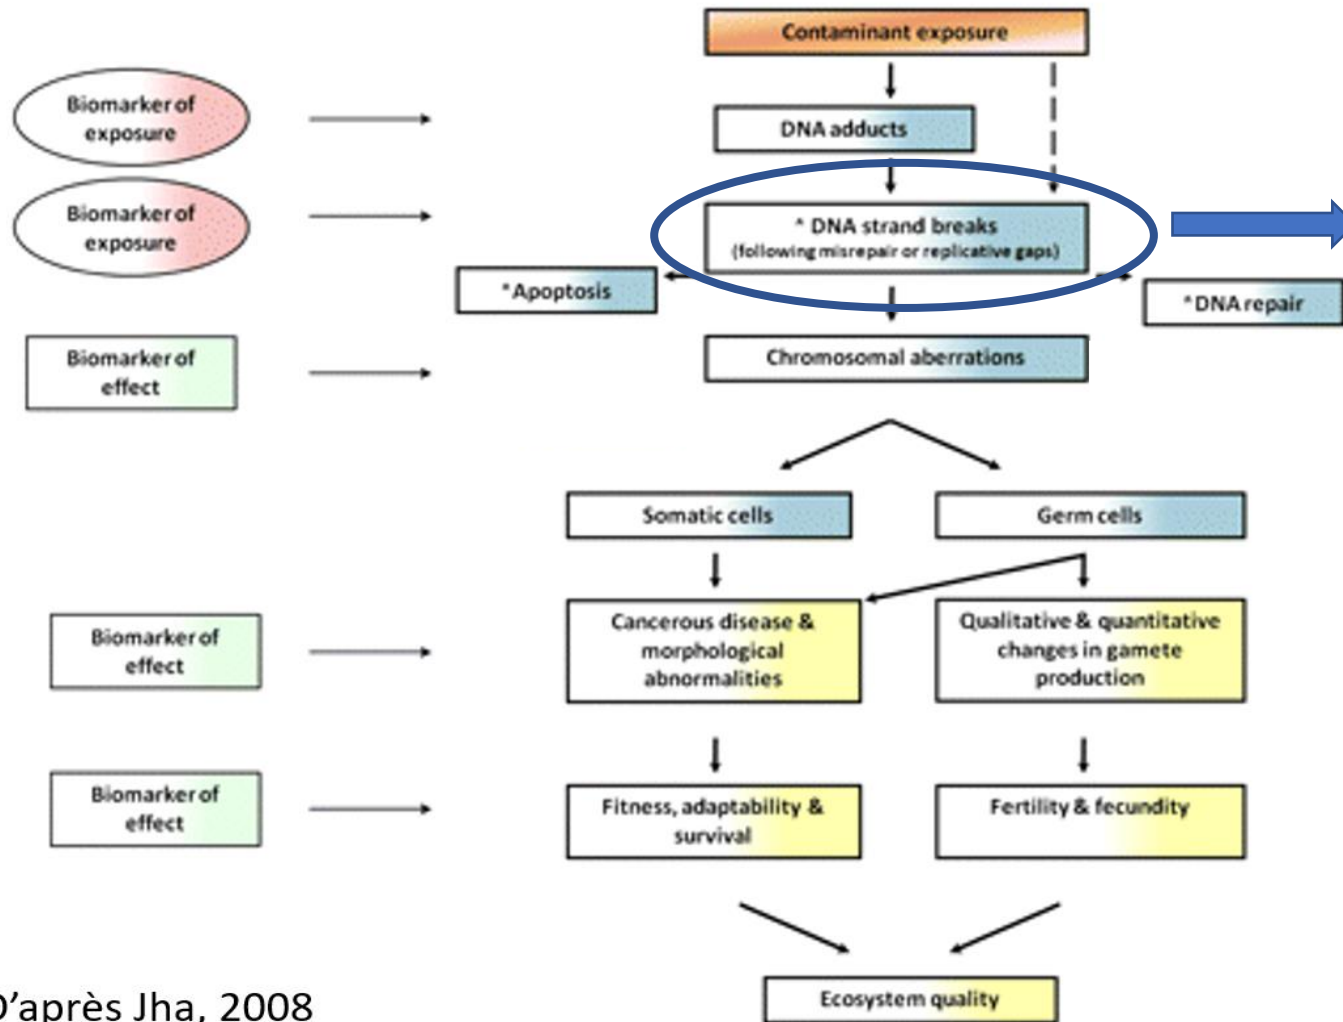 Contaminant exposure
Biomarker of
exposure
DNA adducts
Biomarker of
exposure
^ DNA strand breaks
(following misrepair or replicative gaps)
^Apoptosis
^DNA repair
Biomarker of
effect
Chromosomal aberrations
Somatic cells
Germ cells
Biomarker of
effect
Cancerous disease &
morphological
abnormalities
Qualitative & quantitative
changes in gamete
production
Biomarker of
effect
Fitness, adaptability &
survival
Fertility & fecundity
Ecosystem quality
D’après Jha, 2008